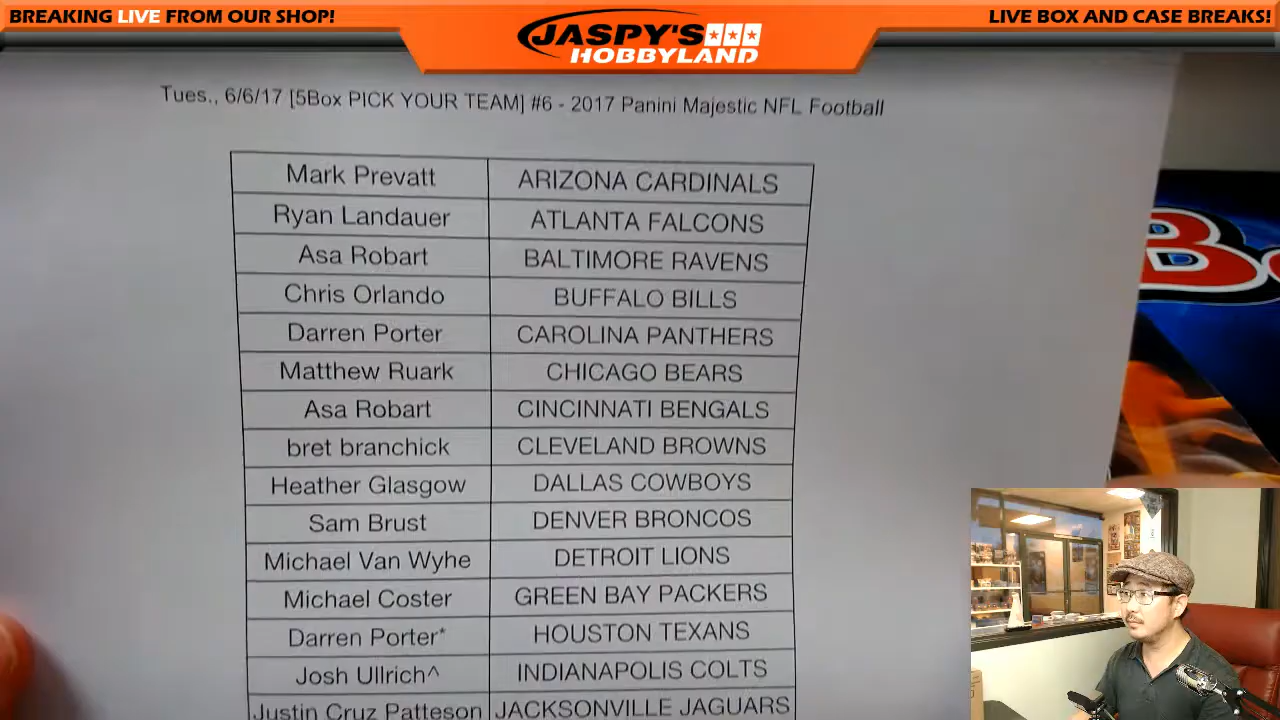 BREAKING LIVE FROM OUR SHOP!
JASPY'S
HOBBYLAND
LIVE BOX AND CASE BREAKS!
Tues., 6/6/17 [5Box PICK YOUR TEAM] #6 - 2017 Panini Majestic NFL Football
Mark Prevatt ARIZONA CARDINALS
Ryan Landauer ATLANTA FALCONS
Asa Robart BALTIMORE RAVENS
Chris Orlando BUFFALO BILLS
Darren Porter CAROLINA PANTHERS
Matthew Ruark CHICAGO BEARS
Asa Robart CINCINNATI BENGALS
bret branchick CLEVELAND BROWNS
Heather Glasgow DALLAS COWBOYS
Sam Brust DENVER BRONCOS
Michael Van Wyhe DETROIT LIONS
Michael Coster GREEN BAY PACKERS
Darren Porter* HOUSTON TEXANS
Josh Ullrich^ INDIANAPOLIS COLTS
Justin Cruz Patteson JACKSONVILLE JAGUARS